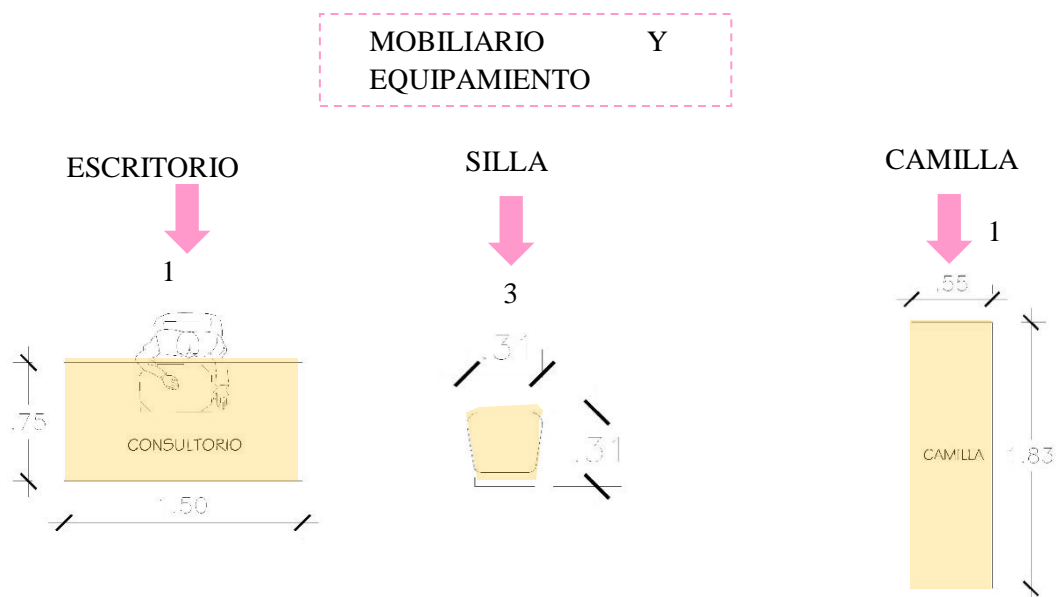 MOBILIARIO Y
EQUIPAMIENTO
ESCRITORIO
SILLA
CAMILLA
1
3
1
.55
.31
.75
CONSULTORIO
.31
CAMILLA
1.83
1.50